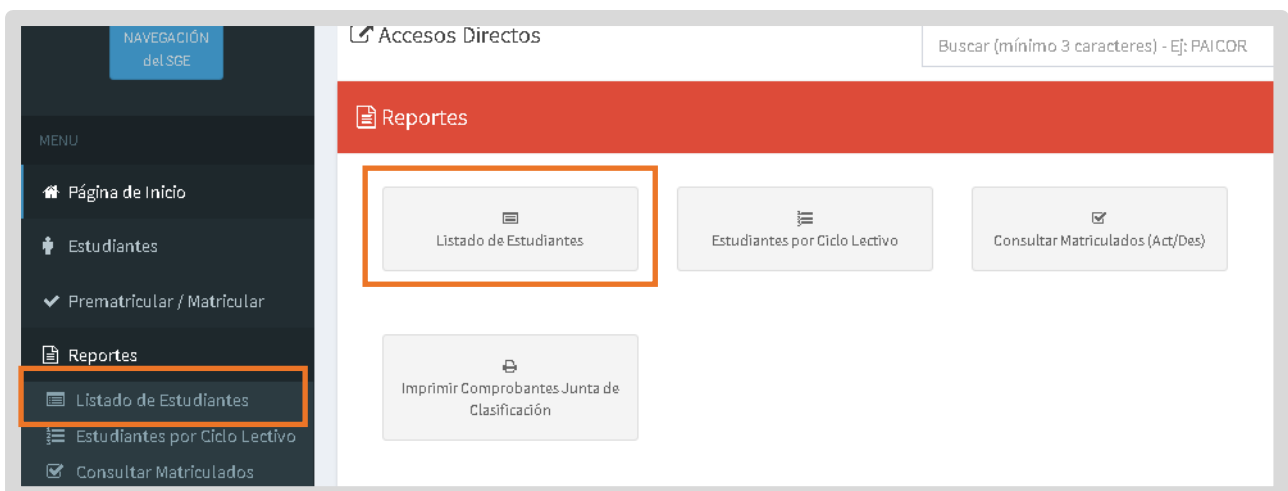 NAVEGACIÓN
del SGE
MENU
Página de Inicio
Estudiantes
Prematricular / Matricular
Reportes
Listado de Estudiantes
Estudiantes por Ciclo Lectivo
Consultar Matriculados
Accesos Directos
Buscar (mínimo 3 caracteres) - Ej: PAICOR
Reportes
Listado de Estudiantes
Estudiantes por Ciclo Lectivo
Consultar Matriculados (Act/Des)
Imprimir Comprobantes Junta de
Clasificación